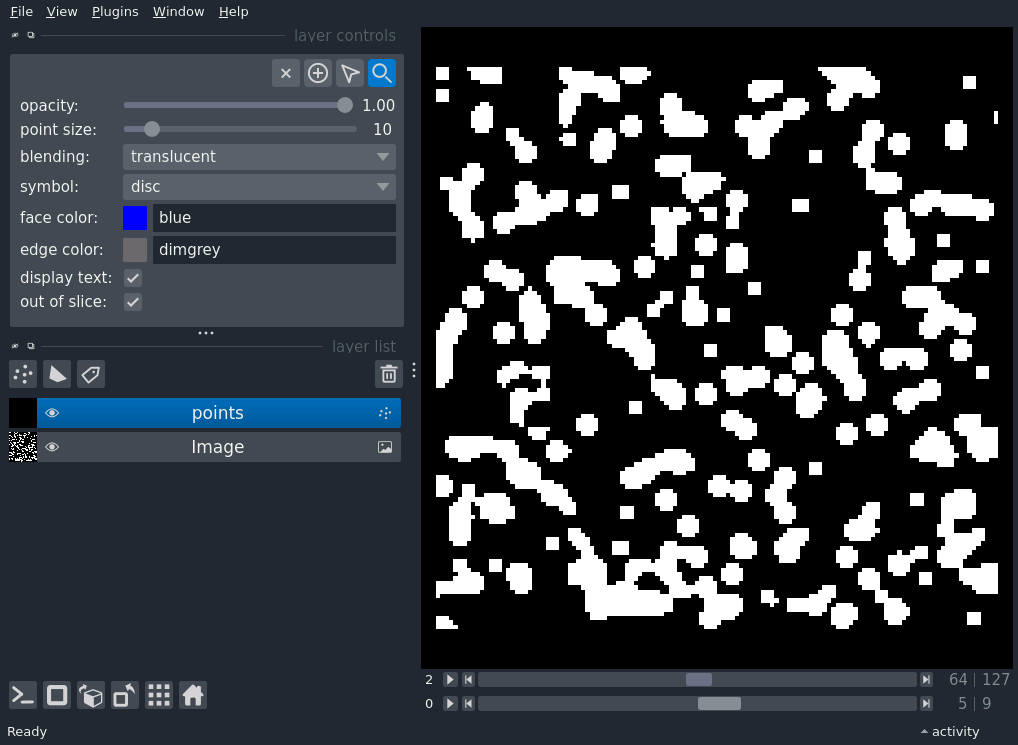 File View Plugins Window Help
layer controls
opacity: 1.00
point size: 10
blending: translucent
symbol: disc
face color: blue
edge color: dimgrey
display text:
out of slice:
layer list
points
Image
2 64 | 127
0 5 | 9
Ready activity